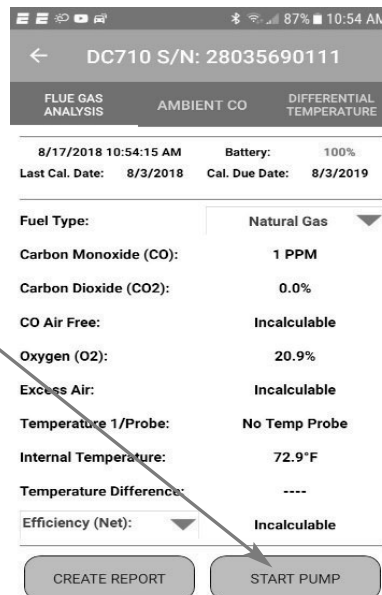 87% 10:54 AM
DC710 S/N: 28035690111
FLUE GAS ANALYSIS AMBIENT CO DIFFERENTIAL TEMPERATURE
8/17/2018 10:54:15 AM Battery: 100%
Last Cal. Date: 8/3/2018 Cal. Due Date: 8/3/2019
Fuel Type: Natural Gas
Carbon Monoxide (CO): 1 PPM
Carbon Dioxide (CO2): 0.0%
CO Air Free: Incalculable
Oxygen (O2): 20.9%
Excess Air: Incalculable
Temperature 1/Probe: No Temp Probe
Internal Temperature: 72.9°F
Temperature Difference: ----
Efficiency (Net): Incalculable
CREATE REPORT START PUMP